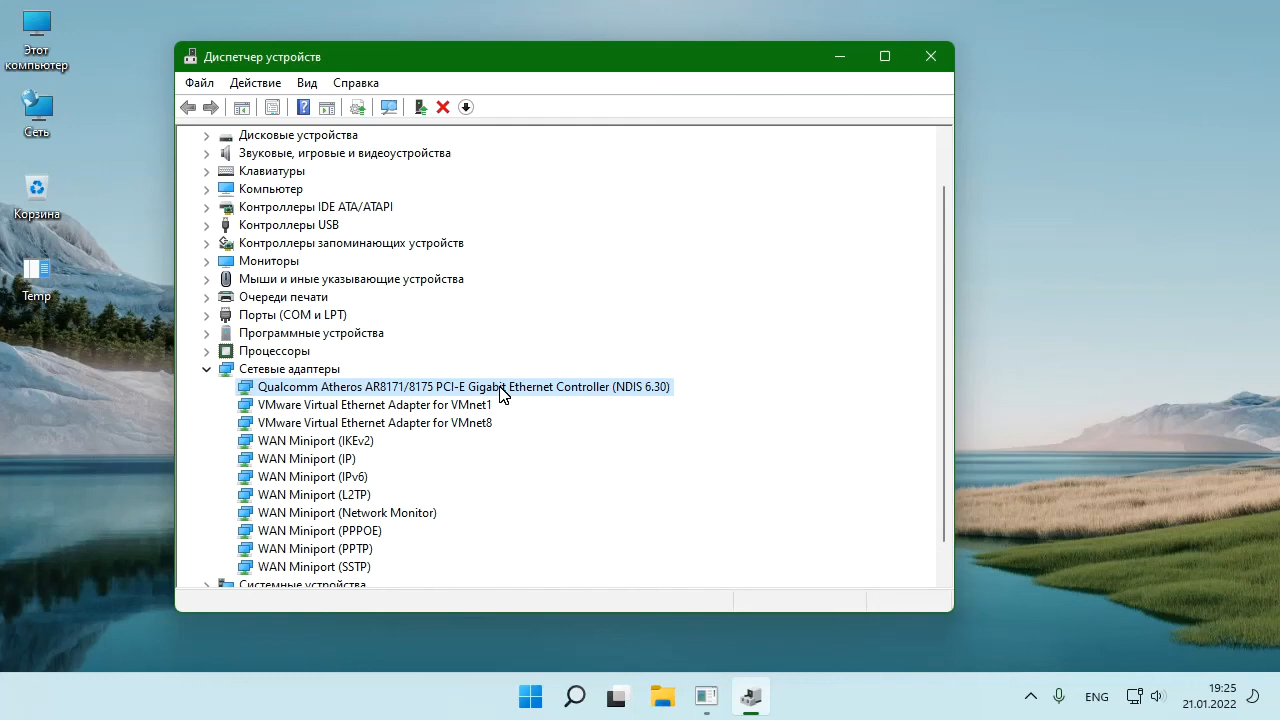 Этот
компьютер
Сеть
Корзина
Temp
Диспетчер устройств
Файл Действие Вид Справка
Дисковые устройства
Звуковые, игровые и видеоустройства
Клавиатуры
Компьютер
Контроллеры IDE ATA/ATAPI
Контроллеры USB
Контроллеры запоминающих устройств
Мониторы
Мыши и иные указывающие устройства
Очереди печати
Порты (COM и LPT)
Программные устройства
Процессоры
Сетевые адаптеры
Qualcomm Atheros AR8171/8175 PCI-E Gigabit Ethernet Controller (NDIS 6.30)
VMware Virtual Ethernet Adapter for VMnet1
VMware Virtual Ethernet Adapter for VMnet8
WAN Miniport (IKEv2)
WAN Miniport (IP)
WAN Miniport (IPv6)
WAN Miniport (L2TP)
WAN Miniport (Network Monitor)
WAN Miniport (PPPOE)
WAN Miniport (PPTP)
WAN Miniport (SSTP)
Системные устройства
ENG
19:25
21.01.2022